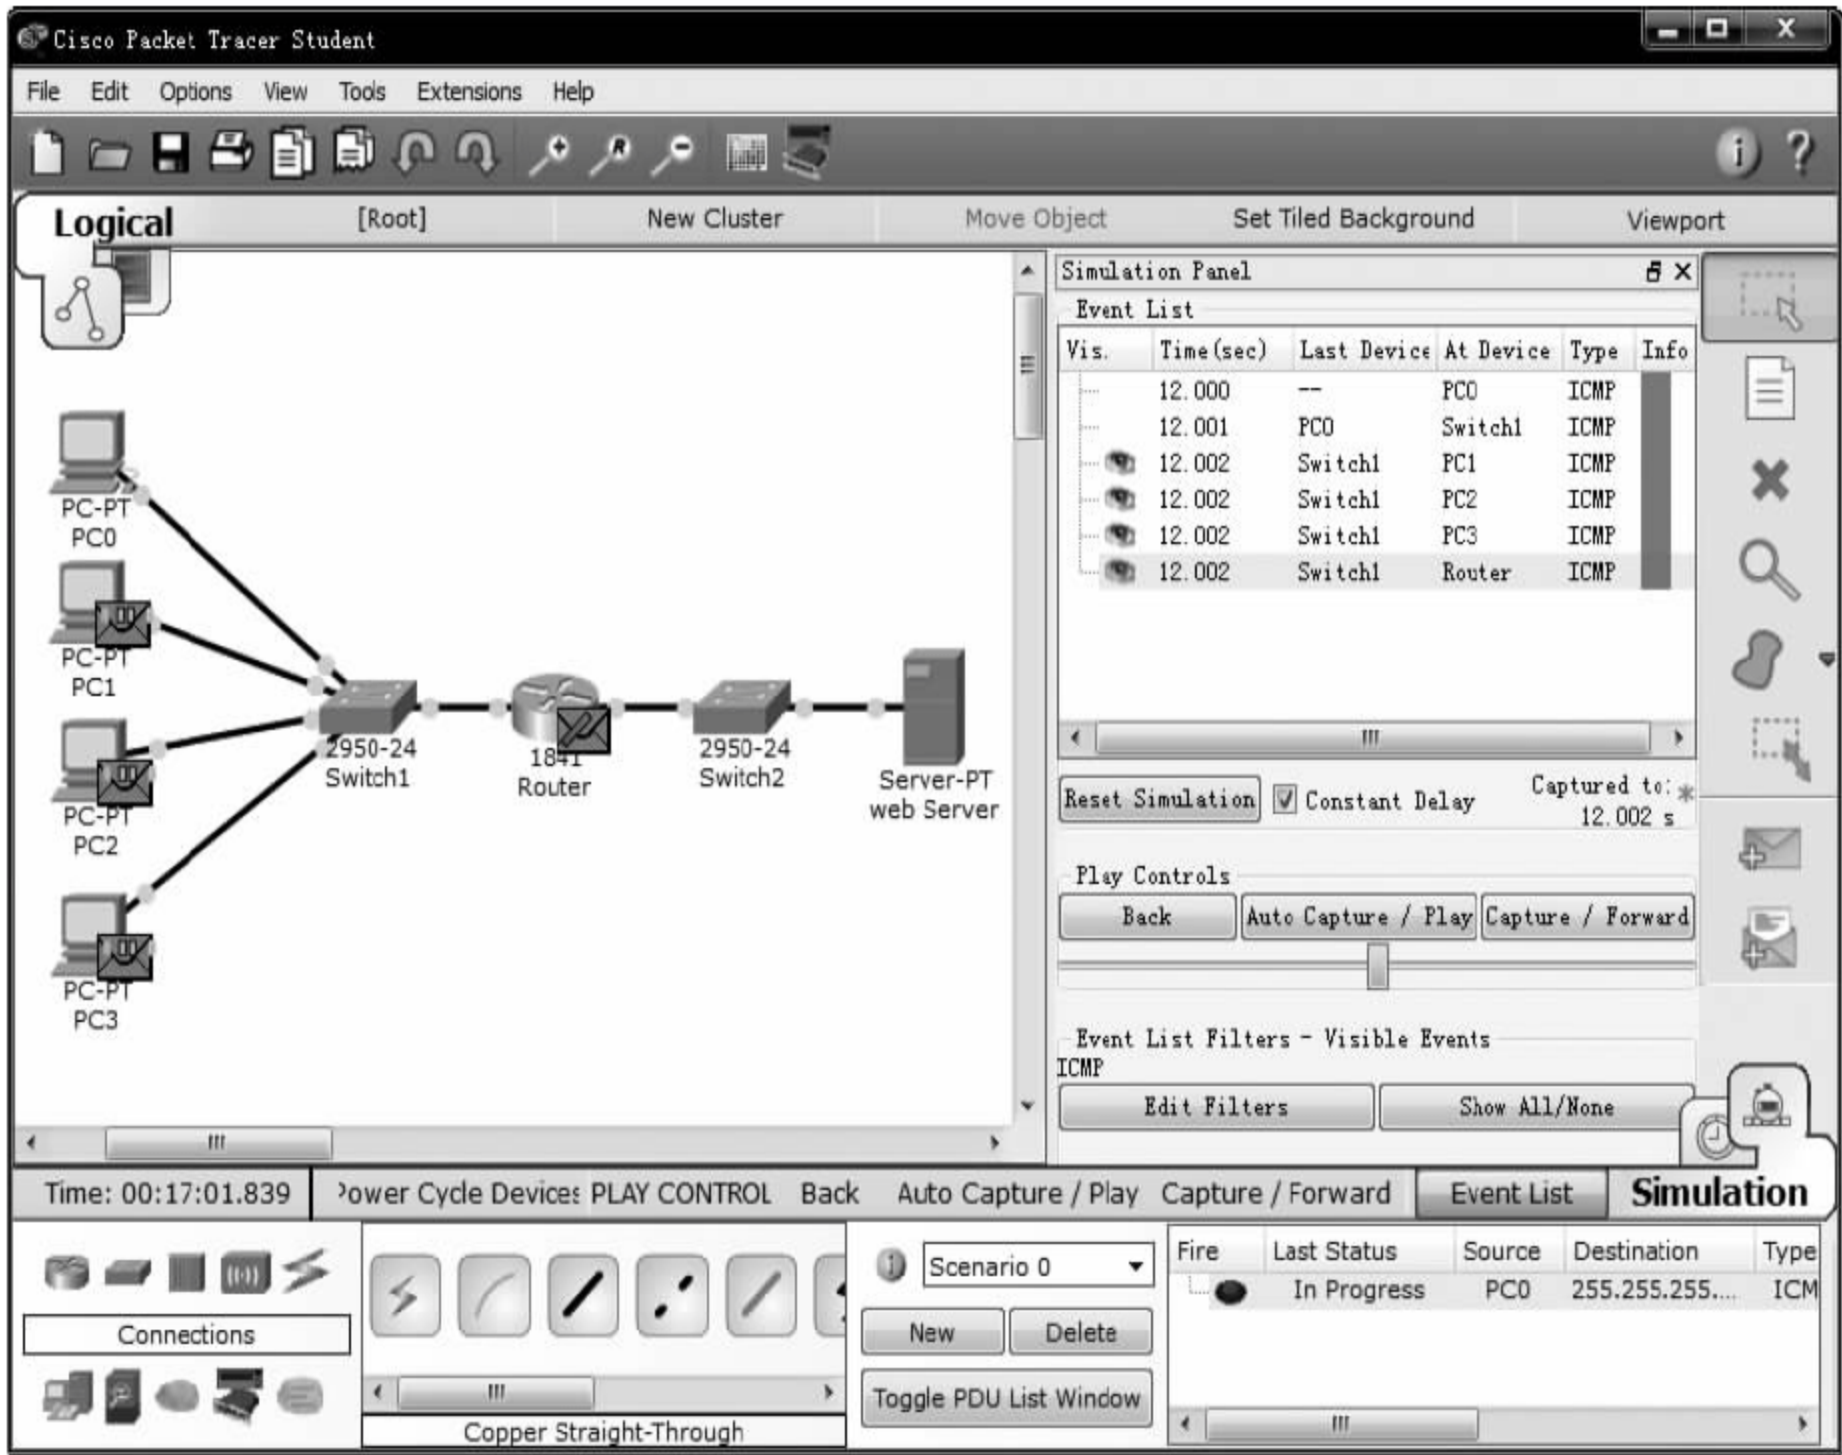 Cisco Packet Tracer Student
File Edit Options View Tools Extensions Help
Logical [Root] New Cluster Move Object Set Tiled Background Viewport
Simulation Panel
Event List
Vis. Time(sec) Last Device At Device Type Info
12.000 -- PC0 ICMP
12.001 PC0 Switch1 ICMP
12.002 Switch1 PC1 ICMP
12.002 Switch1 PC2 ICMP
12.002 Switch1 PC3 ICMP
12.002 Switch1 Router ICMP
PC-PT
PC0
PC-PT
PC1
PC-PT
PC2
PC-PT
PC3
2950-24
Switch1
1841
Router
2950-24
Switch2
Server-PT
web Server
Reset Simulation Constant Delay Captured to:
12.002 s
Play Controls
Back Auto Capture / Play Capture / Forward
Event List Filters - Visible Events
ICMP
Edit Filters Show All/None
Time: 00:17:01.839 Power Cycle Devices PLAY CONTROL Back Auto Capture / Play Capture / Forward Event List Simulation
Connections
Copper Straight-Through
Scenario 0
New Delete
Toggle PDU List Window
Fire Last Status Source Destination Type
In Progress PC0 255.255.255... ICM